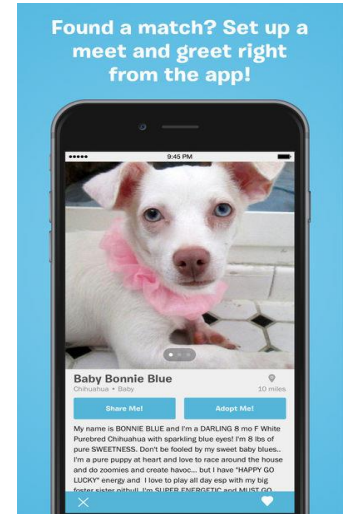 Found a match? Set up a
meet and greet right
from the app!
9:45 PM
Baby Bonnie Blue
Chihuahua • Baby
10 miles
Share Me!
Adopt Me!
My name is BONNIE BLUE and I'm a DARLING 8 mo F White
Purebred Chihuahua with sparkling blue eyes! I'm 8 lbs of
pure SWEETNESS. Don't be fooled by my sweet baby blues..
I'm a pure puppy at heart and love to race around the house
and do zoomies and create havoc... but I have "HAPPY GO
LUCKY" energy and I love to play all day esp with my big
foster sister pitbull. I'm SUPER ENERGETIC and MUST GO